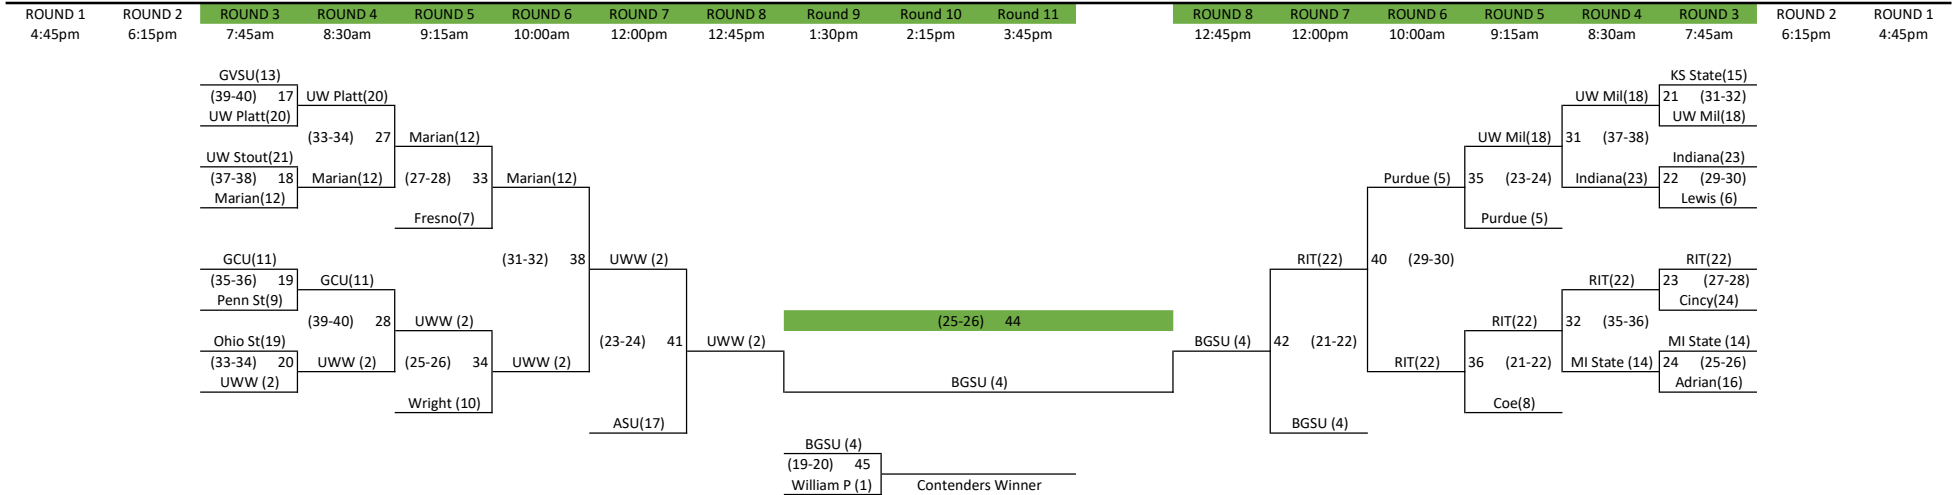 ROUND 1 ROUND 2 ROUND 3 ROUND 4 ROUND 5 ROUND 6 ROUND 7 ROUND 8 Round 9 Round 10 Round 11 ROUND 8 ROUND 7 ROUND 6 ROUND 5 ROUND 4 ROUND 3 ROUND 2 ROUND 1
4:45pm 6:15pm 7:45am 8:30am 9:15am 10:00am 12:00pm 12:45pm 1:30pm 2:15pm 3:45pm 12:45pm 12:00pm 10:00am 9:15am 8:30am 7:45am 6:15pm 4:45pm
GVSU(13) KS State(15)
(39-40) 17 UW Platt(20) UW Mil(18) 21 (31-32)
UW Platt(20) UW Mil(18)
(33-34) 27 Marian(12) UW Mil(18) 31 (37-38)
UW Stout(21) Indiana(23)
(37-38) 18 Marian(12) (27-28) 33 Marian(12) Purdue (5) 35 (23-24) Indiana(23) 22 (29-30)
Marian(12) Lewis (6)
Fresno(7) Purdue (5)
GCU(11) (31-32) 38 UWW (2) RIT(22) 40 (29-30) RIT(22)
(35-36) 19 GCU(11) RIT(22) 23 (27-28)
Penn St(9) Cincy(24)
(39-40) 28 UWW (2) (25-26) 44 RIT(22) 32 (35-36)
Ohio St(19) (23-24) 41 UWW (2) BGSU (4) 42 (21-22) MI State (14)
(33-34) 20 UWW (2) (25-26) 34 UWW (2) RIT(22) 36 (21-22) MI State (14) 24 (25-26)
UWW (2) BGSU (4) Adrian(16)
Wright (10) Coe(8)
ASU(17) BGSU (4)
BGSU (4)
(19-20) 45
William P (1) Contenders Winner